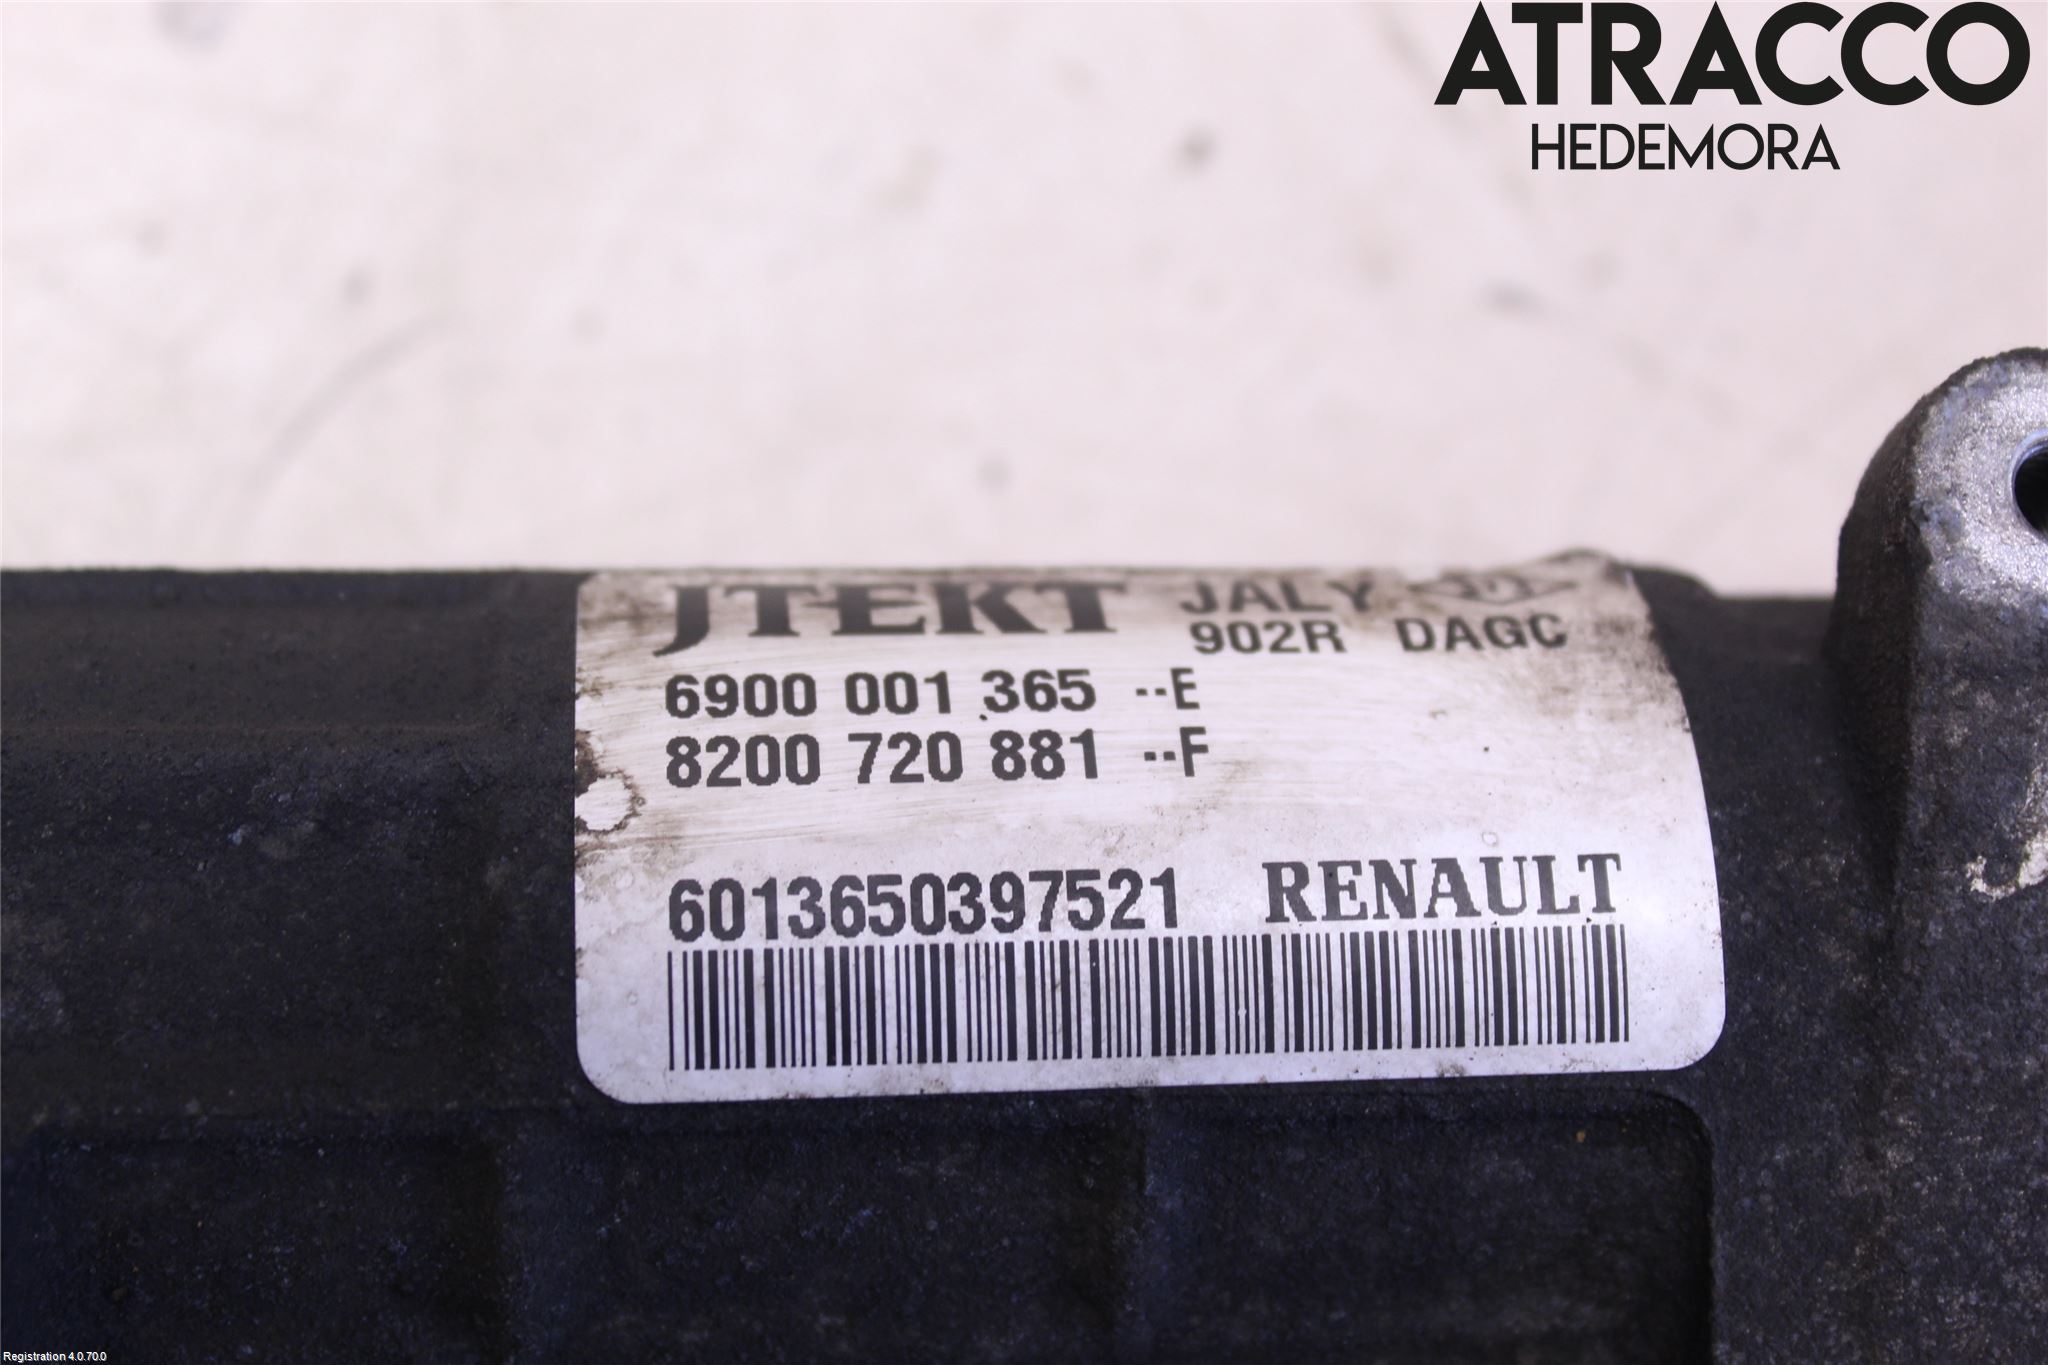 ATRACCO
HEDEMORA
JTEKT JALY
902R DAGC
6900 001 365 --E
8200 720 881 --F
6013650397521 RENAULT
Registration 4.0.70.0